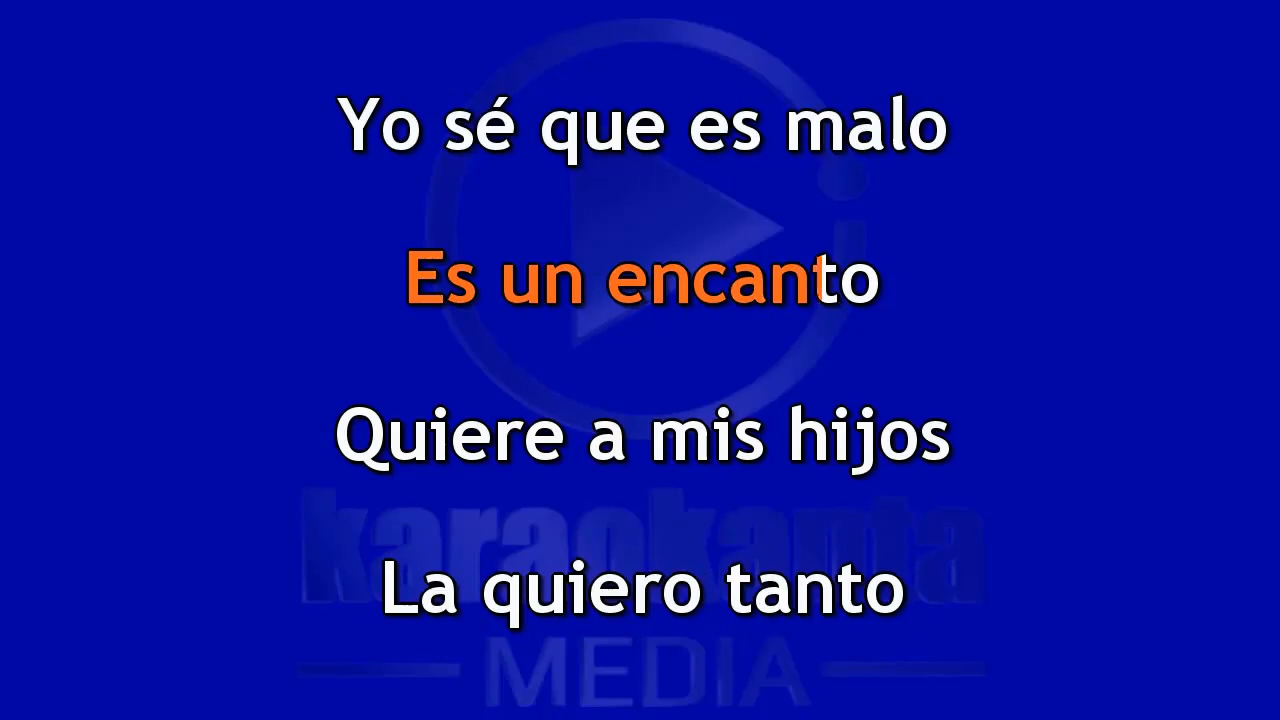 Yo sé que es malo
Es un encanto
Quiere a mis hijos
La quiero tanto
karaokanta
MEDIA